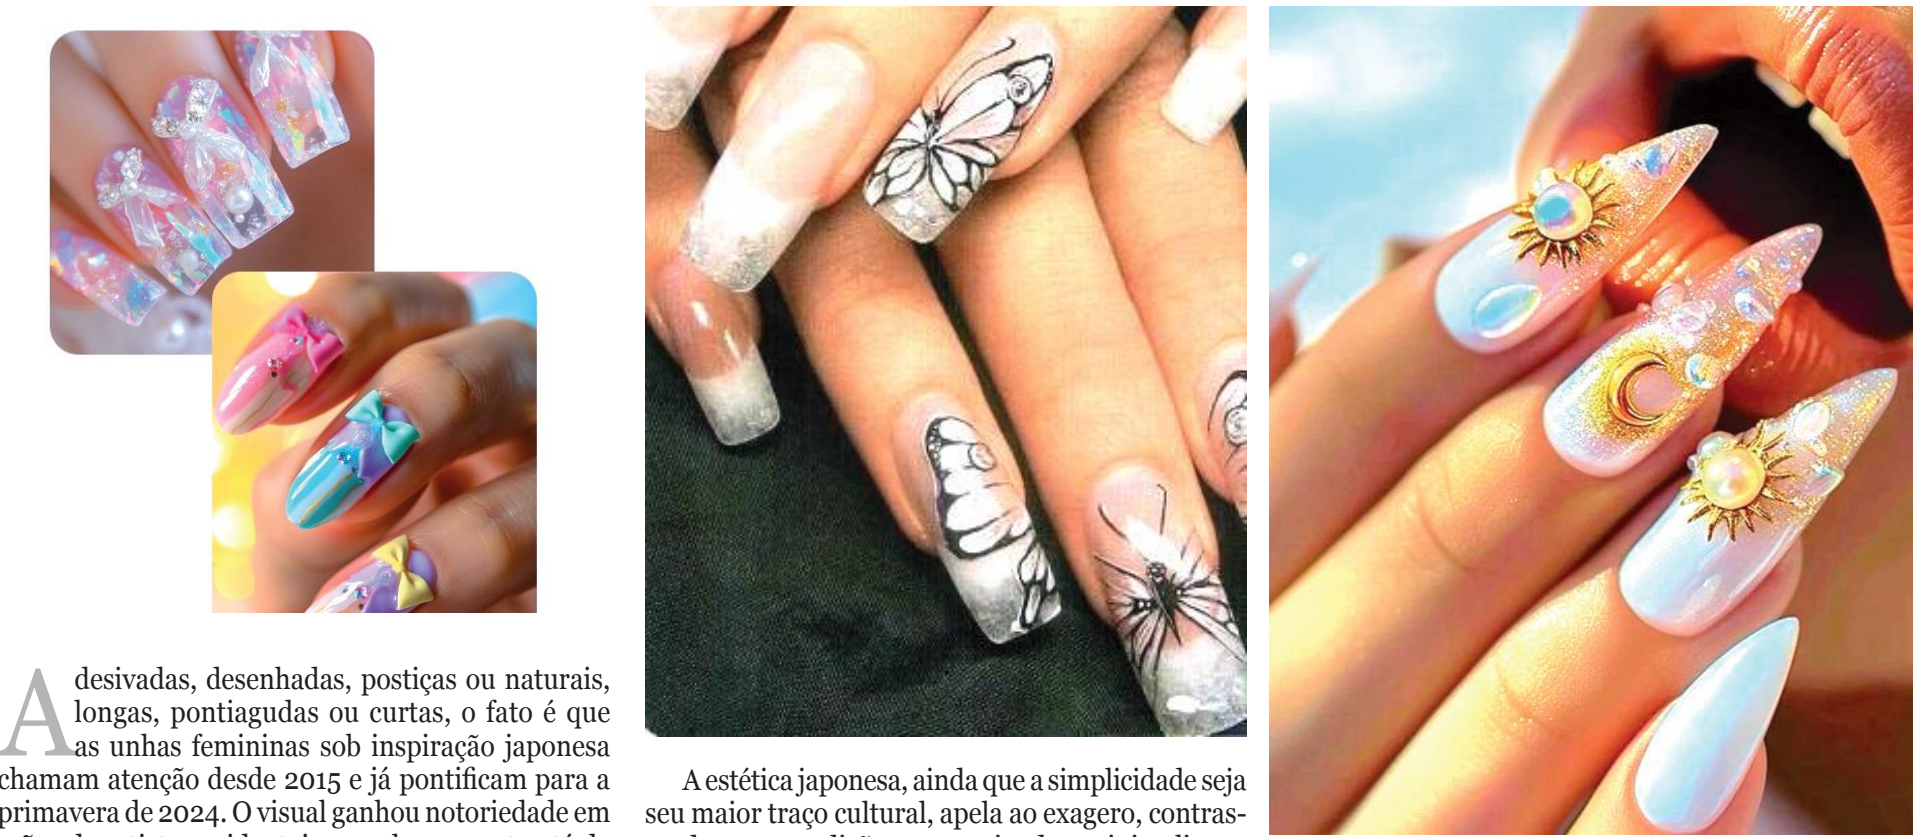 A desivadas, desenhadas, postiças ou naturais,
longas, pontiagudas ou curtas, o fato é que
as unhas femininas sob inspiração japonesa
chamam atenção desde 2015 e já pontificam para a
primavera de 2024. O visual ganhou notoriedade em
A estética japonesa, ainda que a simplicidade seja
seu maior traço cultural, apela ao exagero, contras-